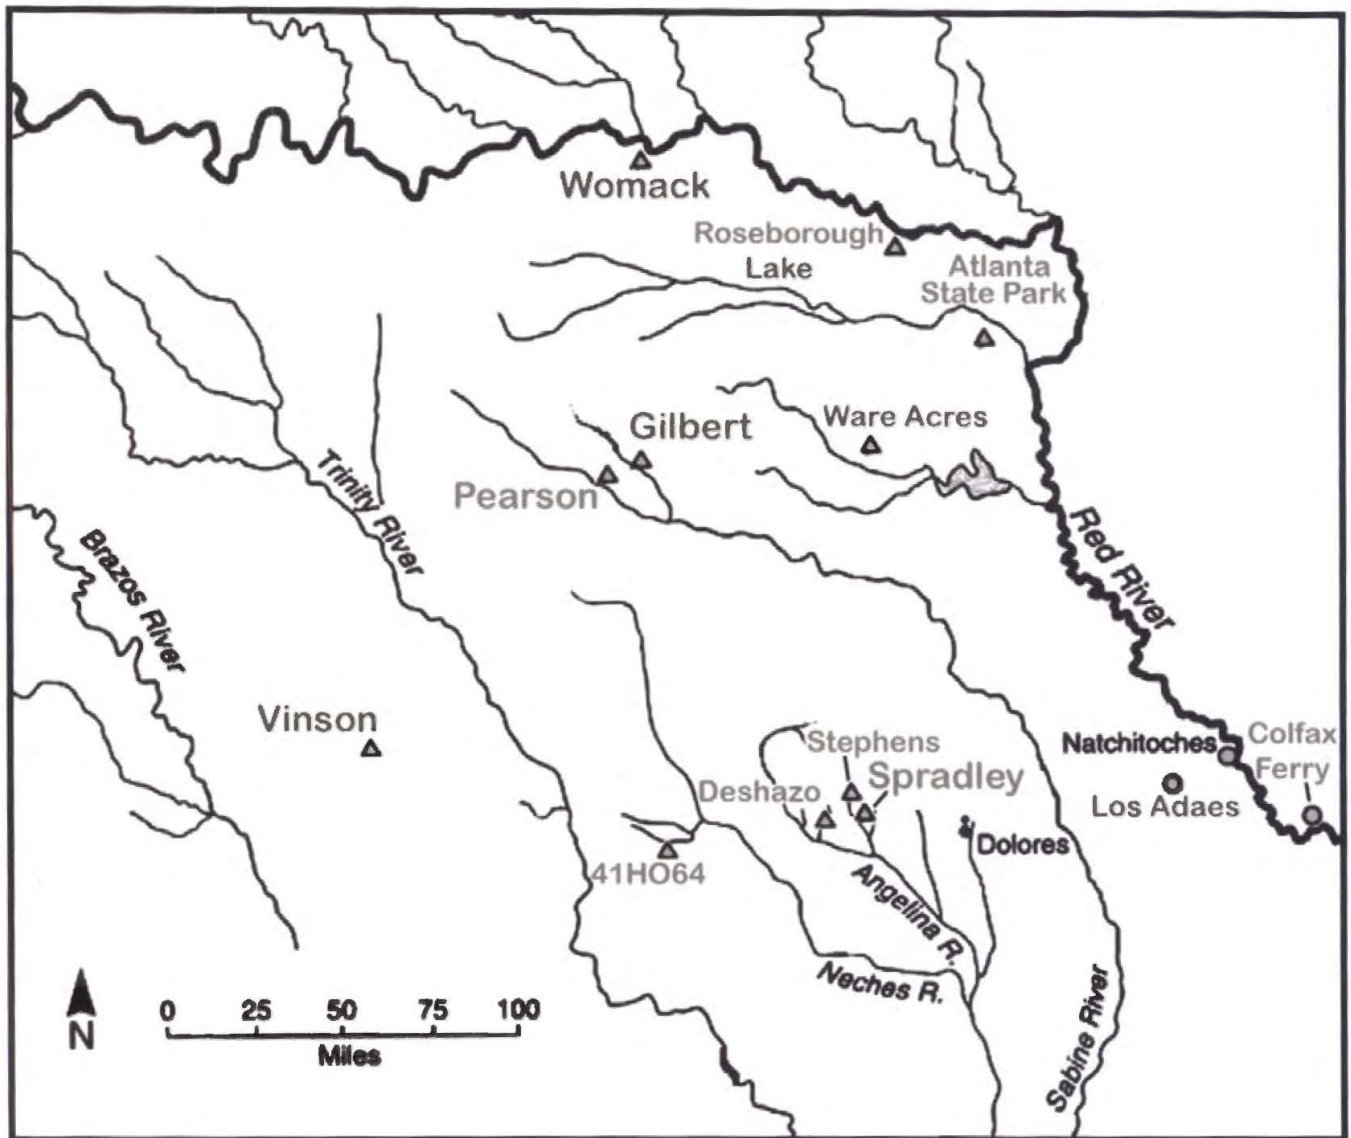 Womack
Roseborough
Lake
Atlanta
State Park
Ware Acres
Gilbert
Pearson
Trinity River
Brazos River
Red River
Vinson
Natchitoches
Colfax
Ferry
Los Adaes
Stephens
Spradley
Deshazo
Dolores
41HO64
Angelina R.
Neches R.
Sabine River
N
0 25 50 75 100
Miles